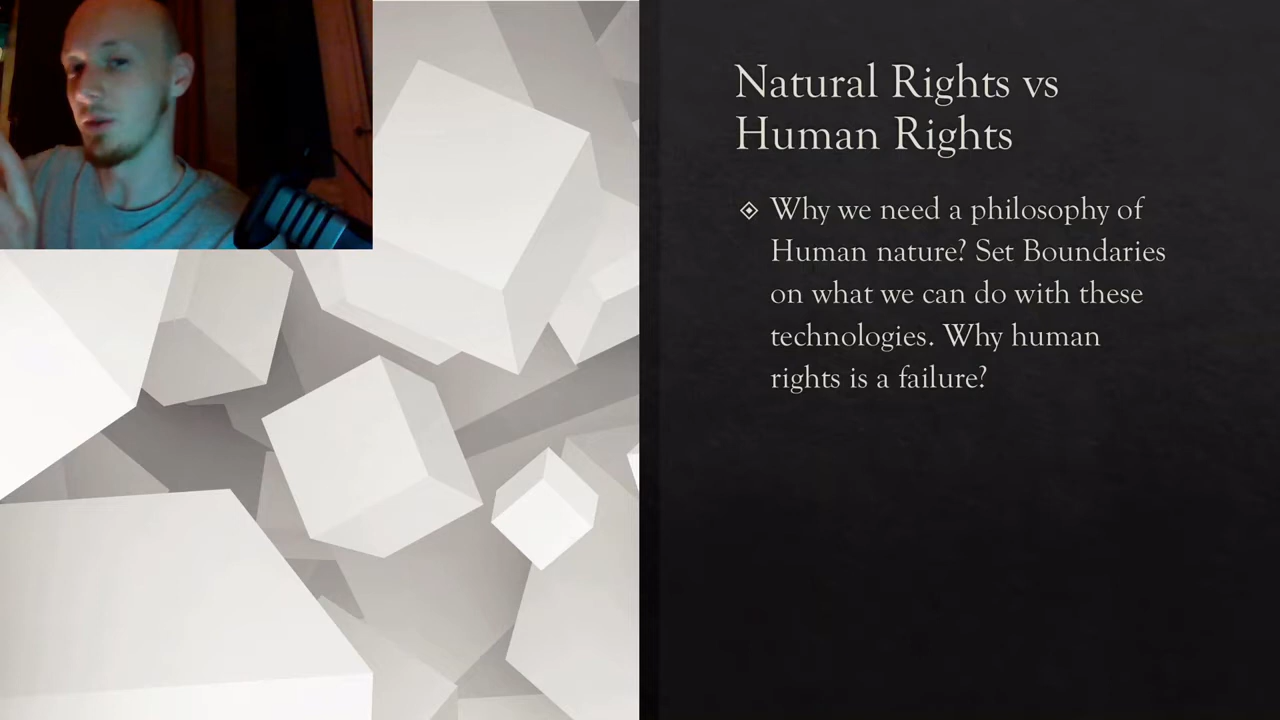 Natural Rights vs
Human Rights
Why we need a philosophy of
Human nature? Set Boundaries
on what we can do with these
technologies. Why human
rights is a failure?